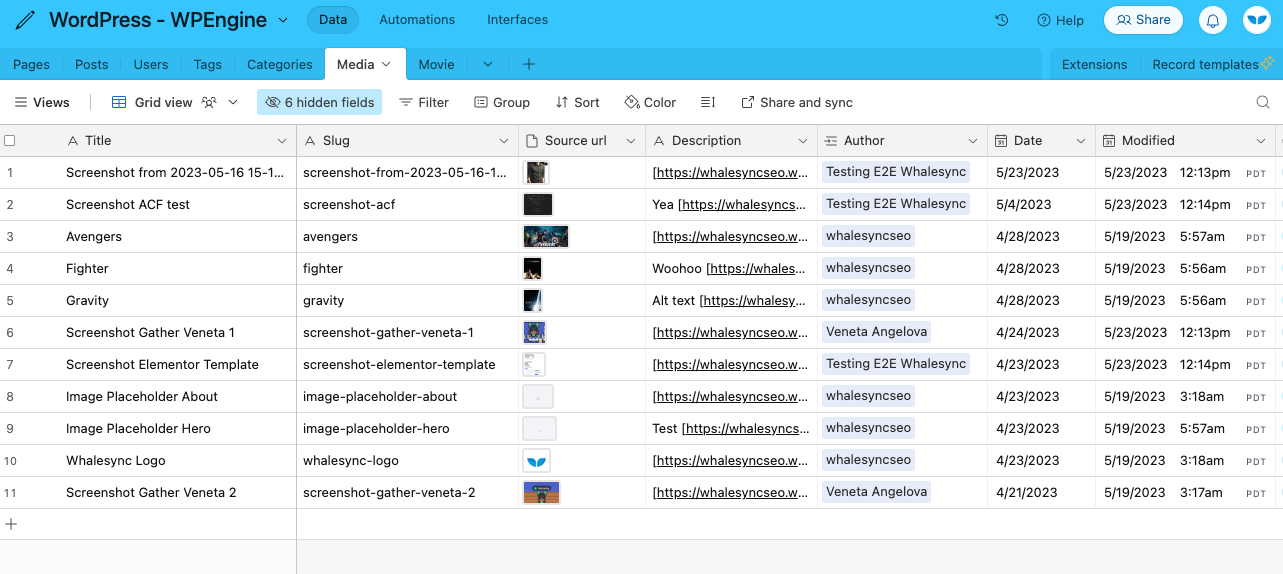 WordPress - WPEngine Data Automations Interfaces Help Share
Pages Posts Users Tags Categories Media Movie Extensions Record templates
Views Grid view 6 hidden fields Filter Group Sort Color Share and sync
Title Slug Source url Description Author Date Modified
1 Screenshot from 2023-05-16 15-1... screenshot-from-2023-05-16-1... [https://whalesyncseo.w... Testing E2E Whalesync 5/23/2023 5/23/2023 12:13pm PDT
2 Screenshot ACF test screenshot-acf Yea [https://whalesyncs... Testing E2E Whalesync 5/4/2023 5/23/2023 12:14pm PDT
3 Avengers avengers [https://whalesyncseo.w... whalesyncseo 4/28/2023 5/19/2023 5:57am PDT
4 Fighter fighter Woohoo [https://whales... whalesyncseo 4/28/2023 5/19/2023 5:56am PDT
5 Gravity gravity Alt text [https://whalesy... whalesyncseo 4/28/2023 5/19/2023 5:56am PDT
6 Screenshot Gather Veneta 1 screenshot-gather-veneta-1 [https://whalesyncseo.w... Veneta Angelova 4/24/2023 5/23/2023 12:13pm PDT
7 Screenshot Elementor Template screenshot-elementor-template [https://whalesyncseo.w... Testing E2E Whalesync 4/23/2023 5/23/2023 12:14pm PDT
8 Image Placeholder About image-placeholder-about [https://whalesyncseo.w... whalesyncseo 4/23/2023 5/19/2023 3:18am PDT
9 Image Placeholder Hero image-placeholder-hero Test [https://whalesyncs... whalesyncseo 4/23/2023 5/19/2023 5:57am PDT
10 Whalesync Logo whalesync-logo [https://whalesyncseo.w... whalesyncseo 4/23/2023 5/19/2023 3:18am PDT
11 Screenshot Gather Veneta 2 screenshot-gather-veneta-2 [https://whalesyncseo.w... Veneta Angelova 4/21/2023 5/19/2023 3:17am PDT